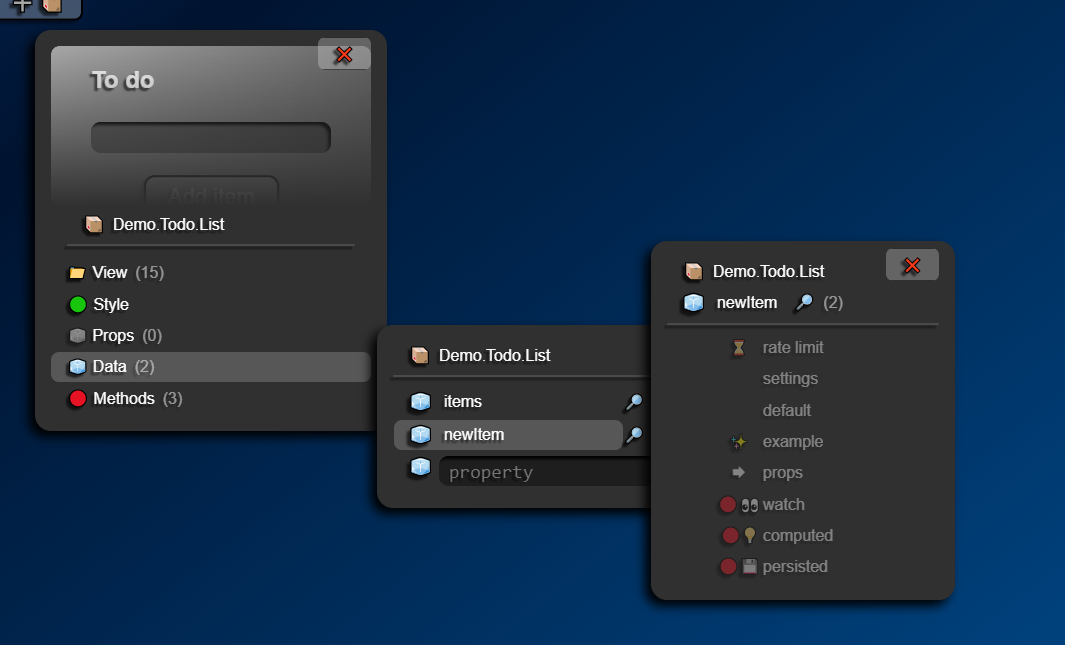 To do
Add item
Demo.Todo.List
View (15)
Style
Props (0)
Data (2)
Methods (3)
Demo.Todo.List
items
newItem
property
Demo.Todo.List
newItem (2)
rate limit
settings
default
example
props
watch
computed
persisted